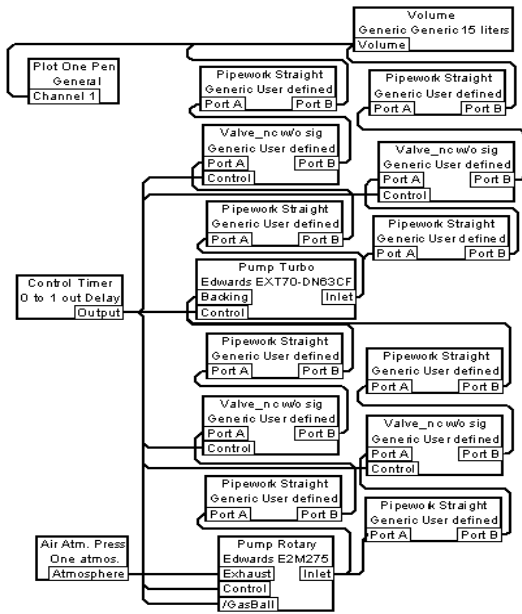 Volume
Generic Generic 15 liters
Volume
Plot One Pen
General
Channel 1
Pipework Straight
Generic User defined
Port A Port B
Pipework Straight
Generic User defined
Port A Port B
Valve_nc w/o sig
Generic User defined
Port A Port B
Control
Valve_nc w/o sig
Generic User defined
Port A Port B
Control
Pipework Straight
Generic User defined
Port A Port B
Pipework Straight
Generic User defined
Port A Port B
Control Timer
0 to 1 out Delay
Output
Pump Turbo
Edwards EXT70-DN63CF
Backing Inlet
Control
Pipework Straight
Generic User defined
Port A Port B
Pipework Straight
Generic User defined
Port A Port B
Valve_nc w/o sig
Generic User defined
Port A Port B
Control
Valve_nc w/o sig
Generic User defined
Port A Port B
Control
Pipework Straight
Generic User defined
Port A Port B
Pipework Straight
Generic User defined
Port A Port B
Air Atm. Press
One atmos.
Atmosphere
Pump Rotary
Edwards E2M275
Exhaust Inlet
Control
/GasBall